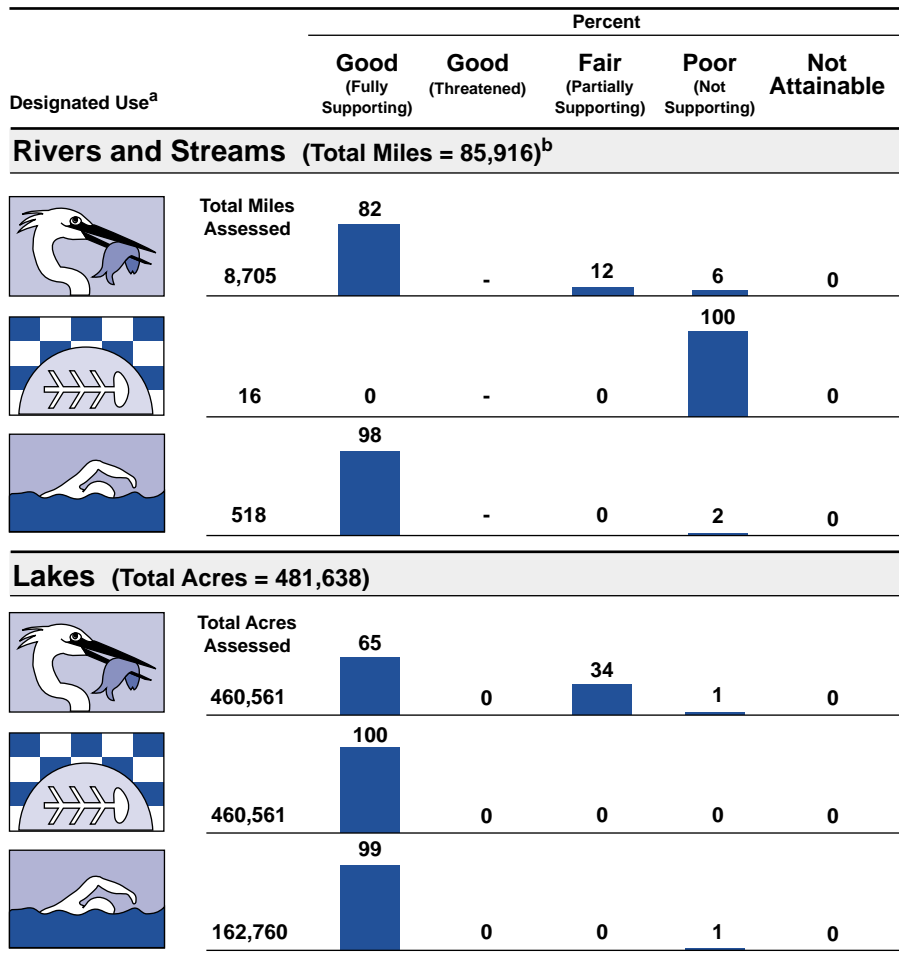 Percent
Designated Use^a
Good (Fully Supporting)
Good (Threatened)
Fair (Partially Supporting)
Poor (Not Supporting)
Not Attainable
Rivers and Streams (Total Miles = 85,916)^b
Total Miles Assessed
82
8,705 - 12 6 0
100
16 0 - 0 0
98
518 - 0 2 0
Lakes (Total Acres = 481,638)
Total Acres Assessed
65
460,561 0 34 1 0
100
460,561 0 0 0 0
99
162,760 0 0 1 0